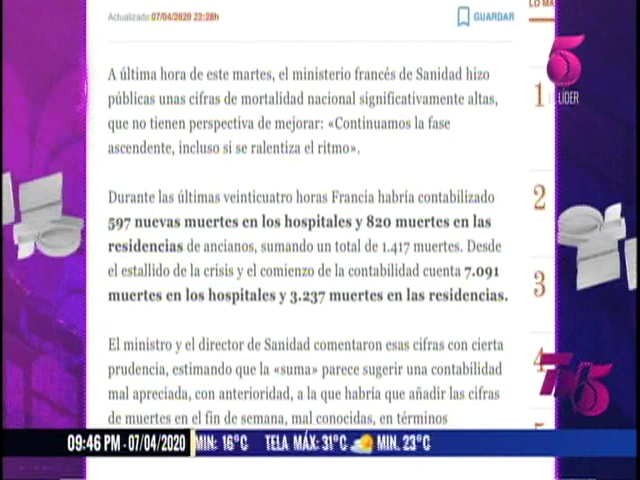 Actualizado:07/04/2020 23:28h
GUARDAR
LO MÁ
A última hora de este martes, el ministerio francés de Sanidad hizo
públicas unas cifras de mortalidad nacional significativamente altas,
que no tienen perspectiva de mejorar: «Continuamos la fase
ascendente, incluso si se ralentiza el ritmo».
Durante las últimas veinticuatro horas Francia habría contabilizado
597 nuevas muertes en los hospitales y 820 muertes en las
residencias de ancianos, sumando un total de 1.417 muertes. Desde
el estallido de la crisis y el comienzo de la contabilidad cuenta 7.091
muertes en los hospitales y 3.237 muertes en las residencias.
El ministro y el director de Sanidad comentaron esas cifras con cierta
prudencia, estimando que la «suma» parece sugerir una contabilidad
mal apreciada, con anterioridad, a la que habría que añadir las cifras
de muertes en el fin de semana, mal conocidas, en términos
1
2
3
4
5
LÍDER
09:46 PM - 07/04/2020 MIN: 16°C TELA MÁX: 31°C MIN. 23°C